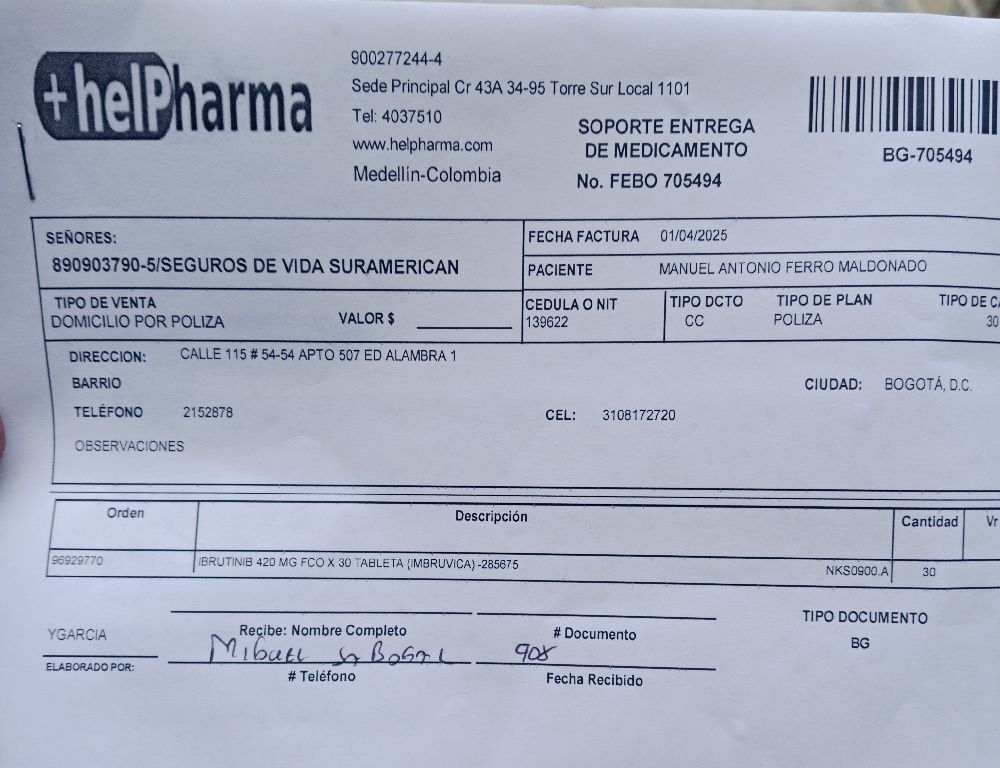 +helPharma
900277244-4
Sede Principal Cr 43A 34-95 Torre Sur Local 1101
Tel: 4037510
www.helpharma.com
Medellín-Colombia
SOPORTE ENTREGA
DE MEDICAMENTO
No. FEBO 705494
BG-705494
SEÑORES:
890903790-5/SEGUROS DE VIDA SURAMERICAN
FECHA FACTURA 01/04/2025
PACIENTE MANUEL ANTONIO FERRO MALDONADO
TIPO DE VENTA
DOMICILIO POR POLIZA VALOR $
CEDULA O NIT
139622
TIPO DCTO
CC
TIPO DE PLAN
POLIZA
TIPO DE
30
DIRECCION: CALLE 115 # 54-54 APTO 507 ED ALAMBRA 1
BARRIO
CIUDAD: BOGOTÁ, D.C.
TELÉFONO 2152878
CEL: 3108172720
OBSERVACIONES
Orden Descripción Cantidad Vr
96929770 IBRUTINIB 420 MG FCO X 30 TABLETA (IMBRUVICA) -285675 NKS0900.A 30
YGARCIA
ELABORADO POR:
Recibe: Nombre Completo
# Documento
908
# Teléfono
Fecha Recibido
TIPO DOCUMENTO
BG